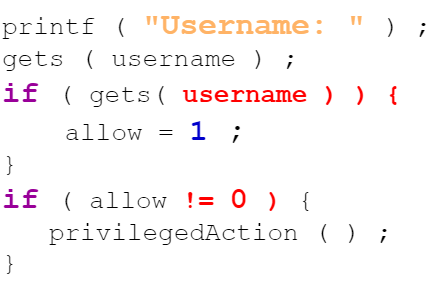 printf ( "Username: " ) ;
gets ( username ) ;
if ( gets( username ) ) {
allow = 1 ;
}
if ( allow != 0 ) {
privilegedAction ( ) ;
}